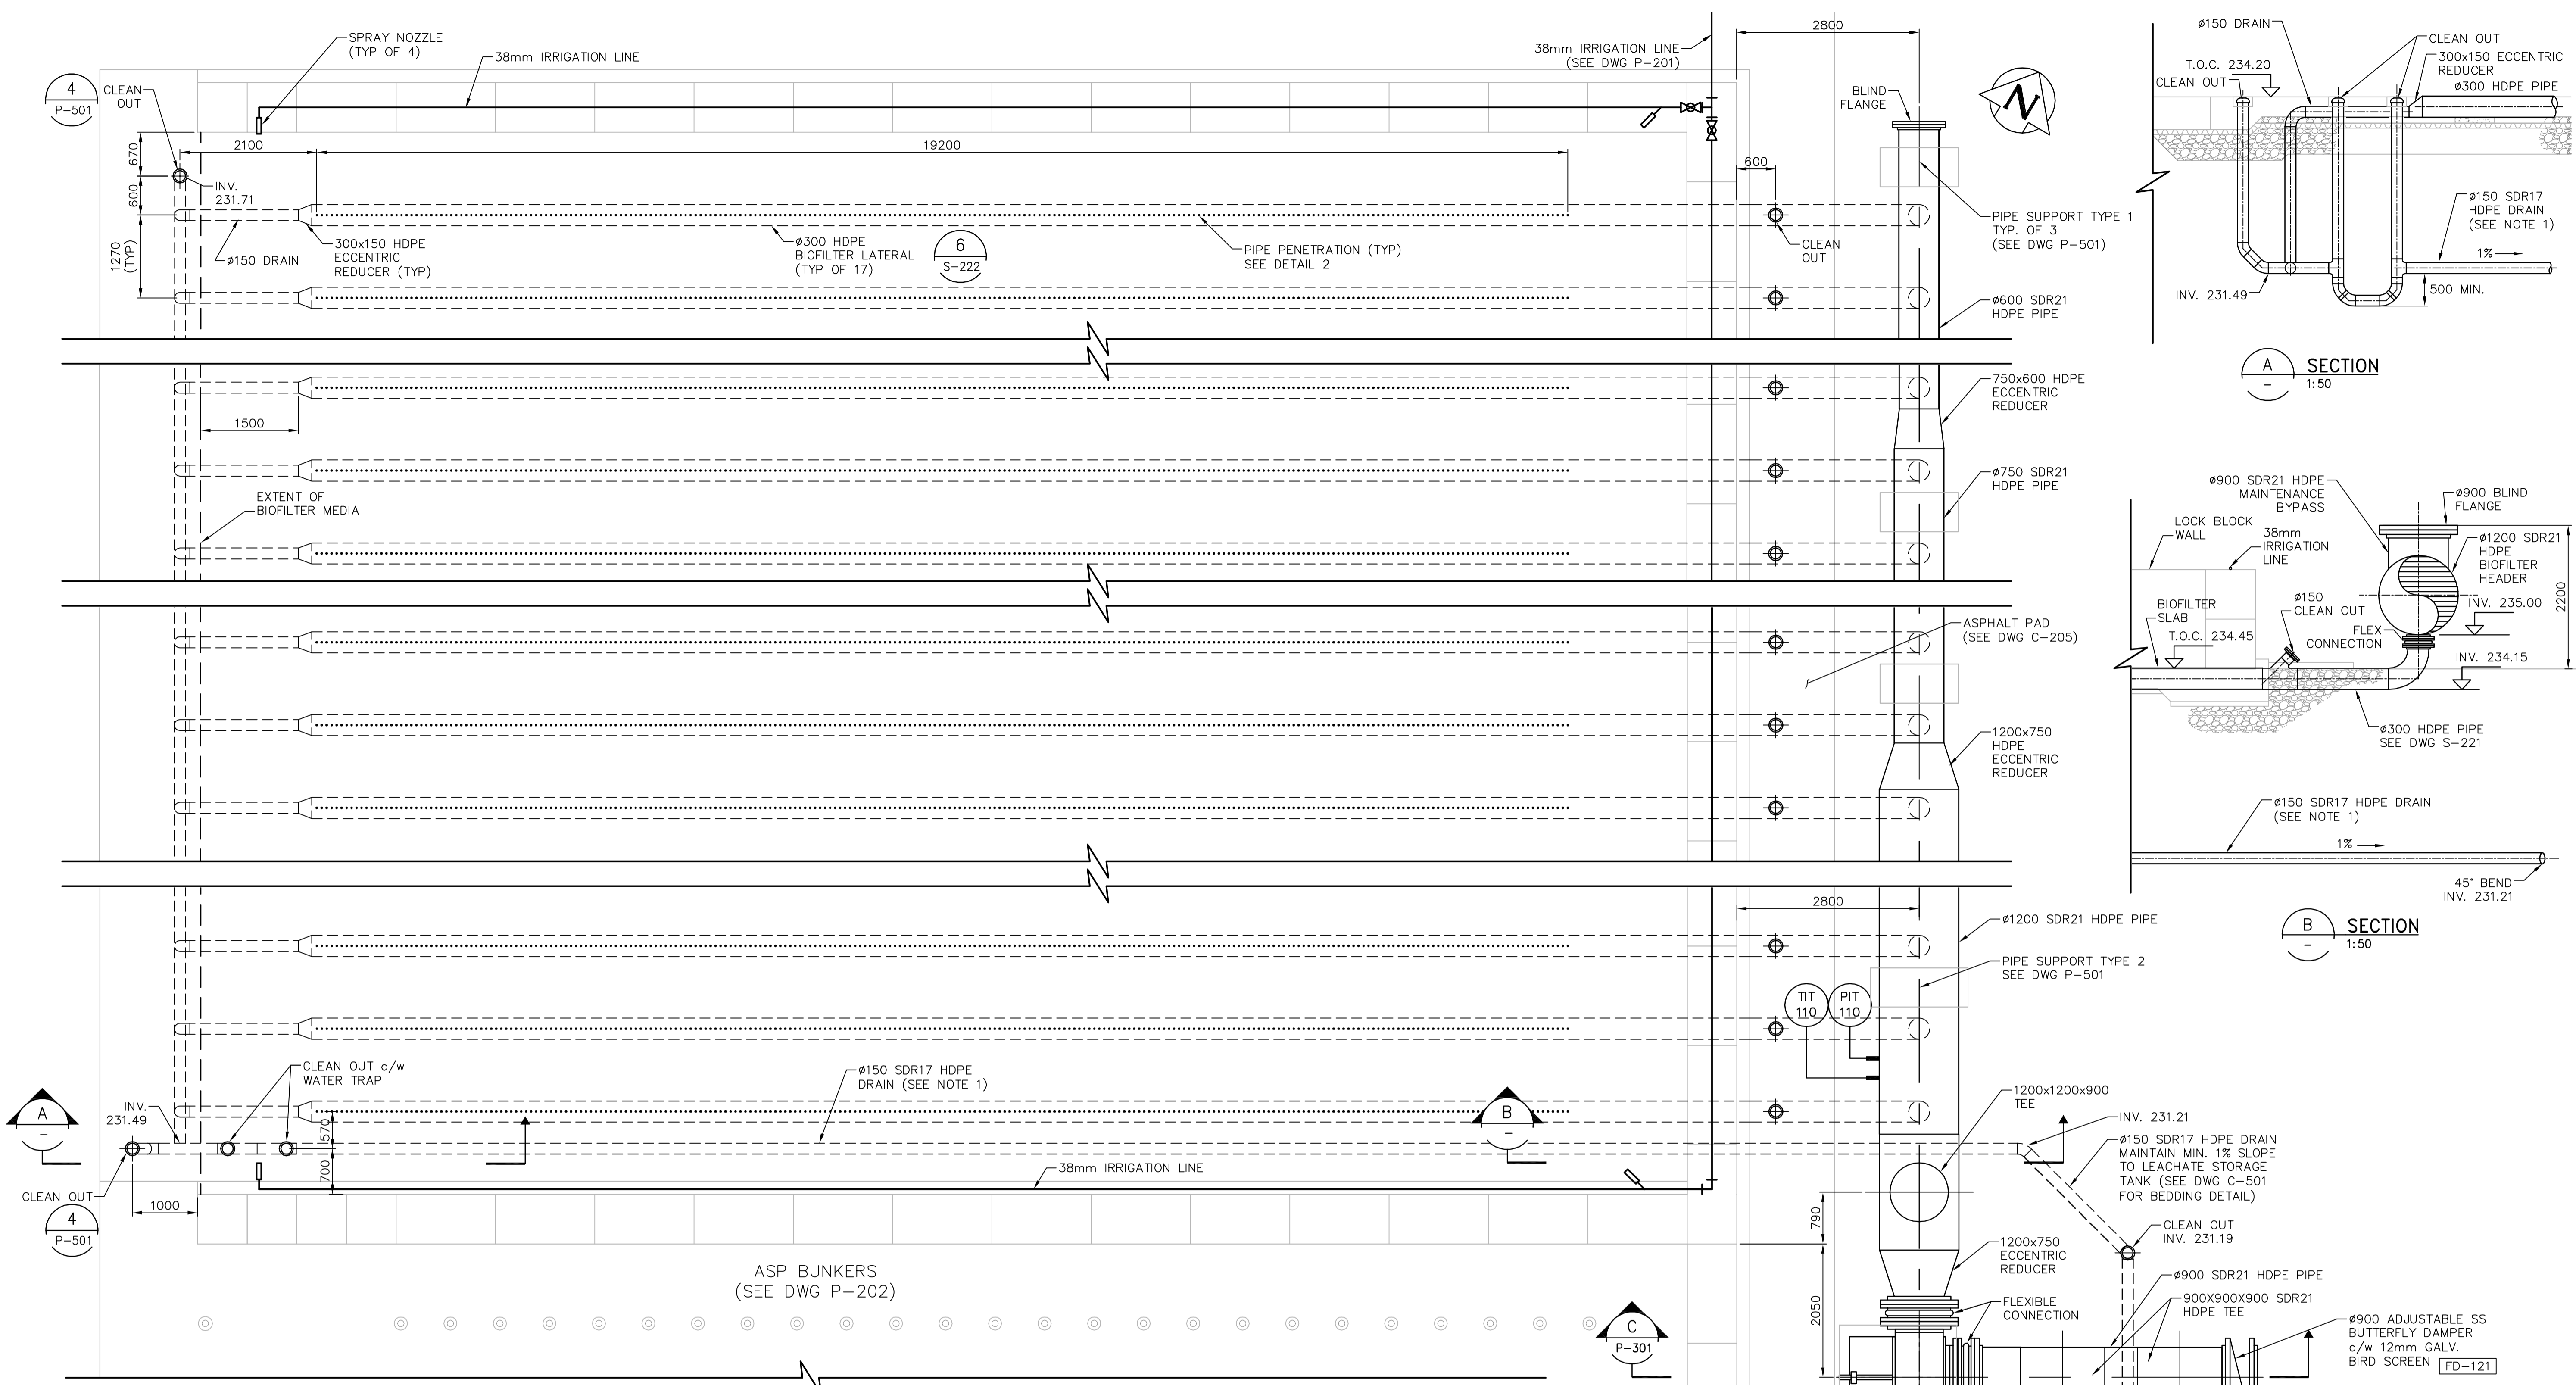 SPRAY NOZZLE
(TYP OF 4)
38mm IRRIGATION LINE
4
P-501
CLEAN
OUT
38mm IRRIGATION LINE
(SEE DWG P-201)
2800
BLIND
FLANGE
N
670
2100
19200
600
600
INV.
231.71
1270
(TYP)
ø150 DRAIN
300x150 HDPE
ECCENTRIC
REDUCER (TYP)
ø300 HDPE
BIOFILTER LATERAL
(TYP OF 17)
6
S-222
PIPE PENETRATION (TYP)
SEE DETAIL 2
CLEAN
OUT
PIPE SUPPORT TYPE 1
TYP. OF 3
(SEE DWG P-501)
ø600 SDR21
HDPE PIPE
750x600 HDPE
ECCENTRIC
REDUCER
1500
EXTENT OF
BIOFILTER MEDIA
ø750 SDR21
HDPE PIPE
ASPHALT PAD
(SEE DWG C-205)
1200x750
HDPE
ECCENTRIC
REDUCER
2800
ø1200 SDR21 HDPE PIPE
PIPE SUPPORT TYPE 2
SEE DWG P-501
TIT
110
PIT
110
CLEAN OUT c/w
WATER TRAP
ø150 SDR17 HDPE
DRAIN (SEE NOTE 1)
1200x1200x900
TEE
A
-
INV.
231.49
570
700
B
-
INV. 231.21
ø150 SDR17 HDPE DRAIN
MAINTAIN MIN. 1% SLOPE
TO LEACHATE STORAGE
TANK (SEE DWG C-501
FOR BEDDING DETAIL)
38mm IRRIGATION LINE
CLEAN OUT
4
P-501
1000
790
CLEAN OUT
INV. 231.19
1200x750
ECCENTRIC
REDUCER
ASP BUNKERS
(SEE DWG P-202)
2050
ø900 SDR21 HDPE PIPE
900X900X900 SDR21
HDPE TEE
FLEXIBLE
CONNECTION
C
P-301
ø900 ADJUSTABLE SS
BUTTERFLY DAMPER
c/w 12mm GALV.
BIRD SCREEN
FD-121
ø150 DRAIN
CLEAN OUT
T.O.C. 234.20
CLEAN OUT
300x150 ECCENTRIC
REDUCER
ø300 HDPE PIPE
ø150 SDR17
HDPE DRAIN
(SEE NOTE 1)
1%
INV. 231.49
500 MIN.
A
-
SECTION
1:50
ø900 SDR21 HDPE
MAINTENANCE
BYPASS
ø900 BLIND
FLANGE
LOCK BLOCK
WALL
38mm
IRRIGATION
LINE
ø1200 SDR21
HDPE
BIOFILTER
HEADER
2200
BIOFILTER
SLAB
ø150
CLEAN OUT
INV. 235.00
T.O.C. 234.45
FLEX
CONNECTION
INV. 234.15
ø300 HDPE PIPE
SEE DWG S-221
ø150 SDR17 HDPE DRAIN
(SEE NOTE 1)
1%
45° BEND
INV. 231.21
B
-
SECTION
1:50